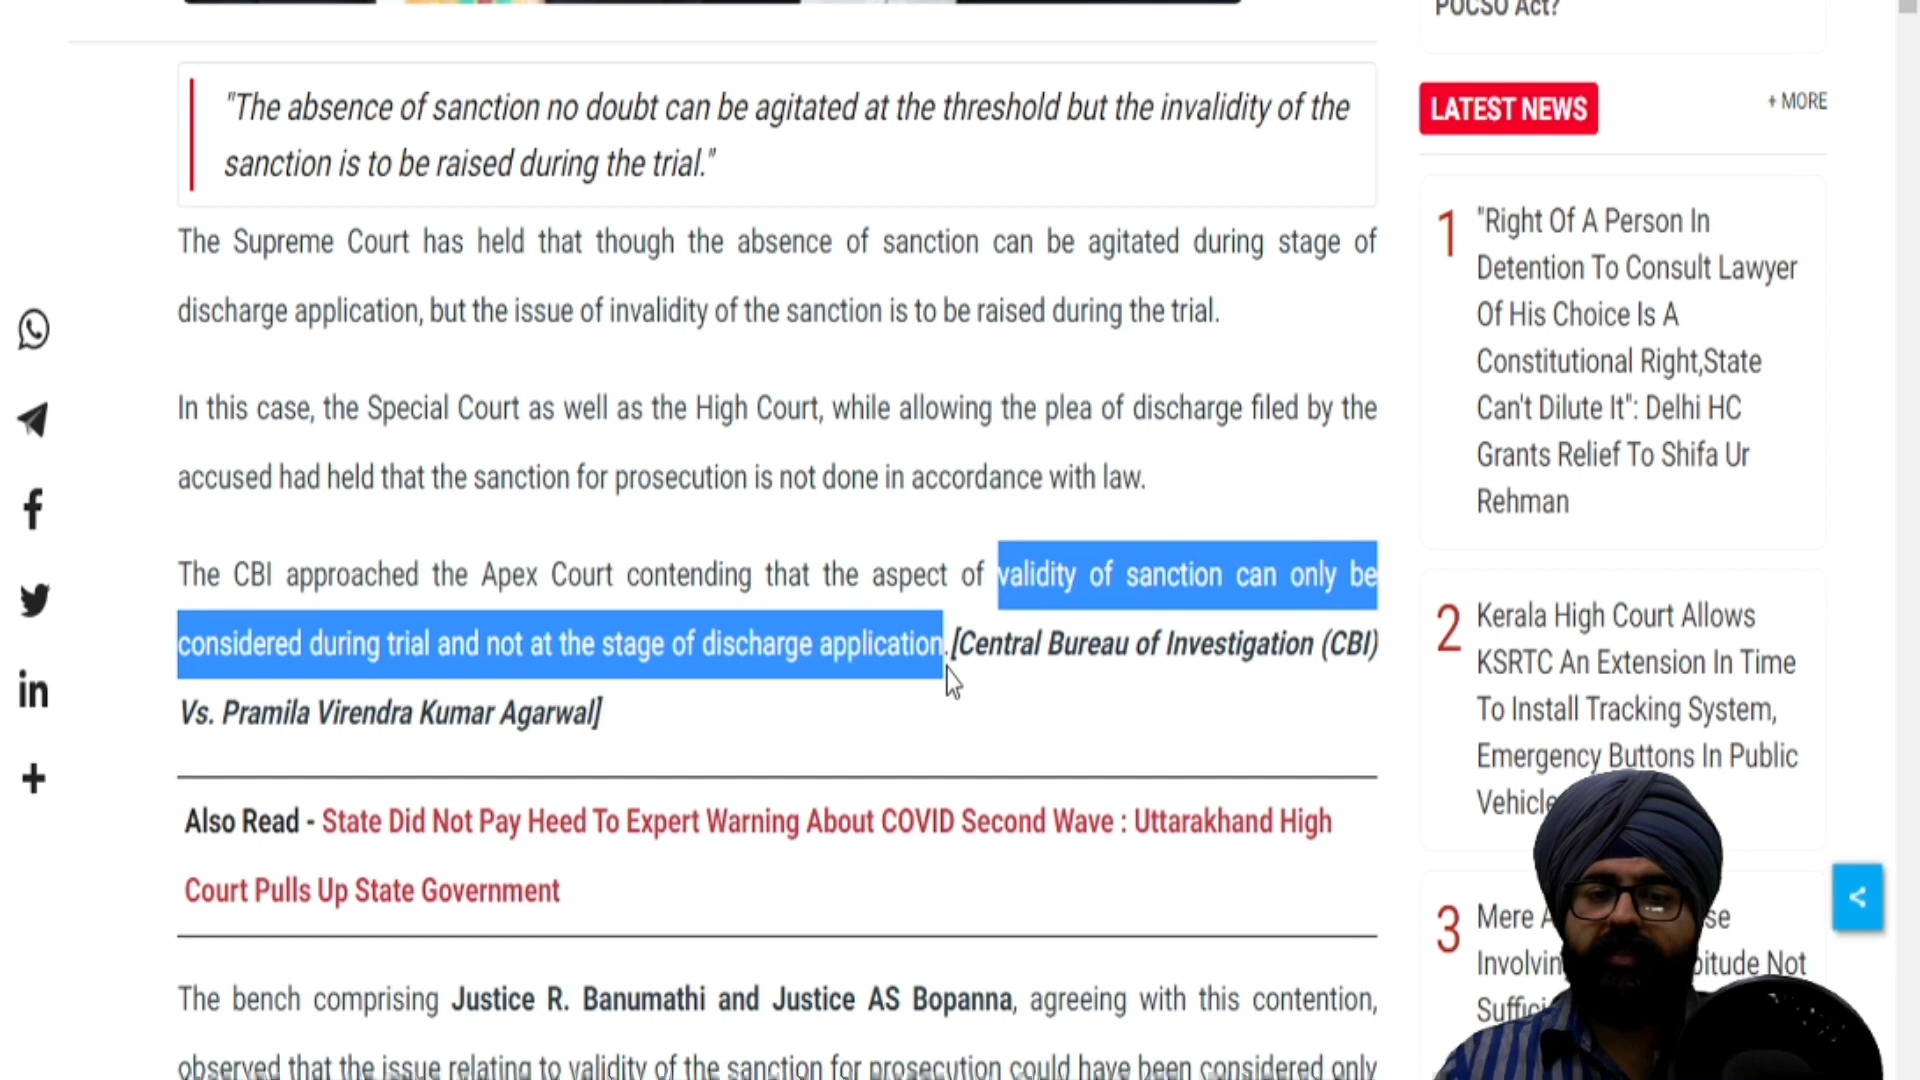 POCSO Act?
"The absence of sanction no doubt can be agitated at the threshold but the invalidity of the
sanction is to be raised during the trial."
The Supreme Court has held that though the absence of sanction can be agitated during stage of
discharge application, but the issue of invalidity of the sanction is to be raised during the trial.
In this case, the Special Court as well as the High Court, while allowing the plea of discharge filed by the
accused had held that the sanction for prosecution is not done in accordance with law.
The CBI approached the Apex Court contending that the aspect of validity of sanction can only be
considered during trial and not at the stage of discharge application.[Central Bureau of Investigation (CBI)
Vs. Pramila Virendra Kumar Agarwal]
Also Read - State Did Not Pay Heed To Expert Warning About COVID Second Wave : Uttarakhand High
Court Pulls Up State Government
The bench comprising Justice R. Banumathi and Justice AS Bopanna, agreeing with this contention,
observed that the issue relating to validity of the sanction for prosecution could have been considered only
LATEST NEWS
+ MORE
1
"Right Of A Person In
Detention To Consult Lawyer
Of His Choice Is A
Constitutional Right,State
Can't Dilute It": Delhi HC
Grants Relief To Shifa Ur
Rehman
2
Kerala High Court Allows
KSRTC An Extension In Time
To Install Tracking System,
Emergency Buttons In Public
3
Mere
Not